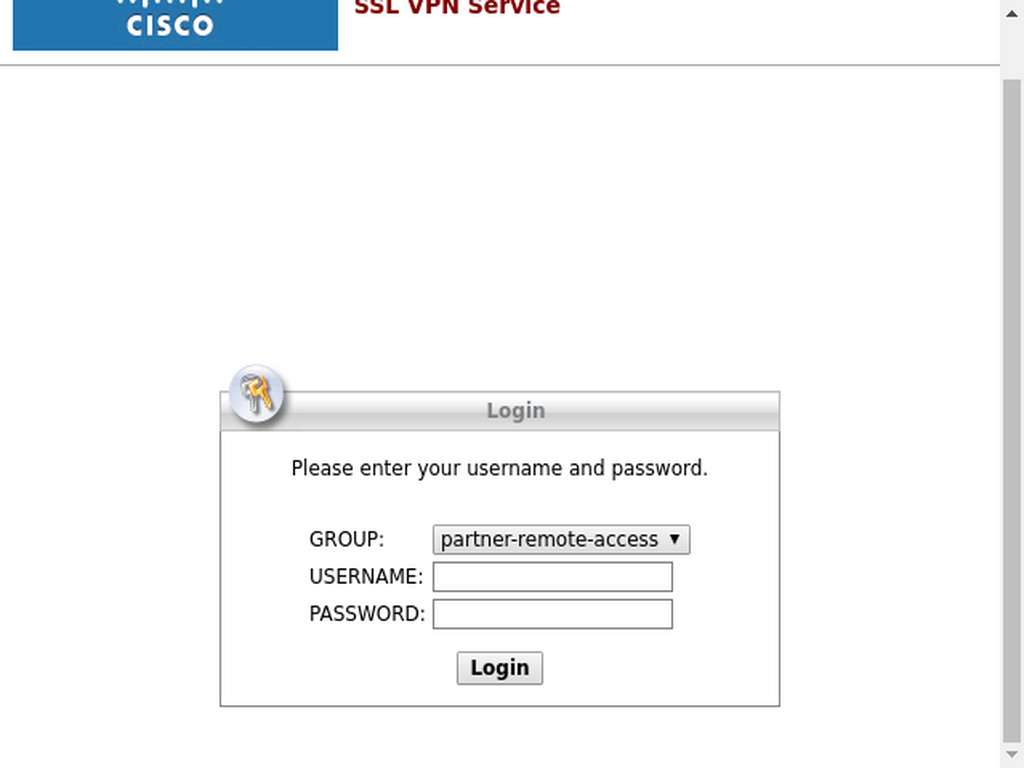 CISCO
SSL VPN Service
Login
Please enter your username and password.
GROUP: partner-remote-access
USERNAME:
PASSWORD:
Login